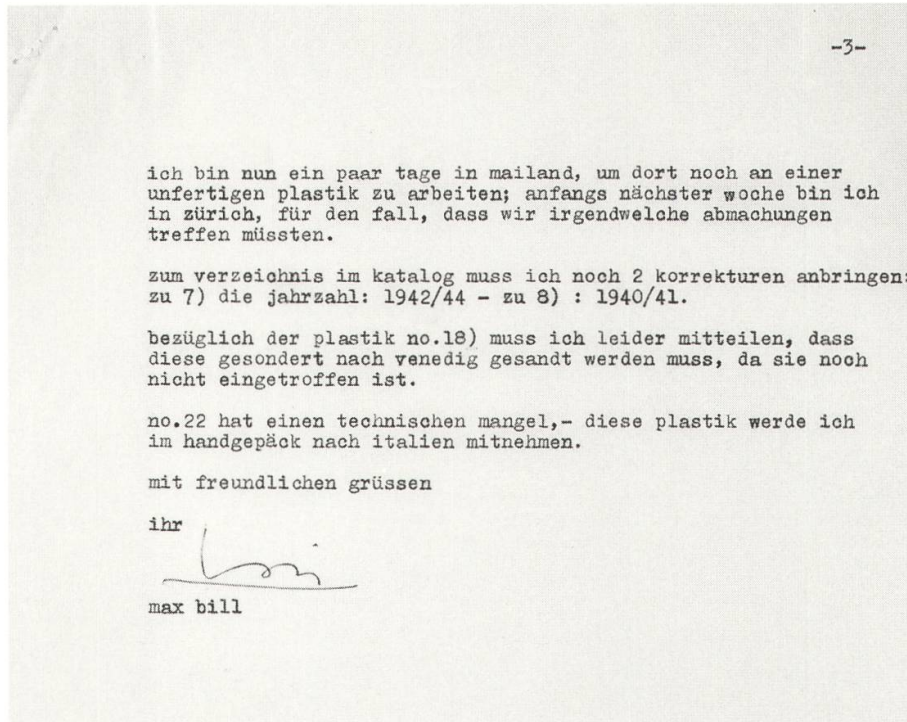 -3-
ich bin nun ein paar tage in mailand, um dort noch an einer
unfertigen plastik zu arbeiten; anfangs nächster woche bin ich
in zürich, für den fall, dass wir irgendwelche abmachungen
treffen müssten.
zum verzeichnis im katalog muss ich noch 2 korrekturen anbringen:
zu 7) die jahrzahl: 1942/44 - zu 8) : 1940/41.
bezüglich der plastik no.18) muss ich leider mitteilen, dass
diese gesondert nach venedig gesandt werden muss, da sie noch
nicht eingetroffen ist.
no.22 hat einen technischen mangel,- diese plastik werde ich
im handgepäck nach italien mitnehmen.
mit freundlichen grüssen
ihr
max bill